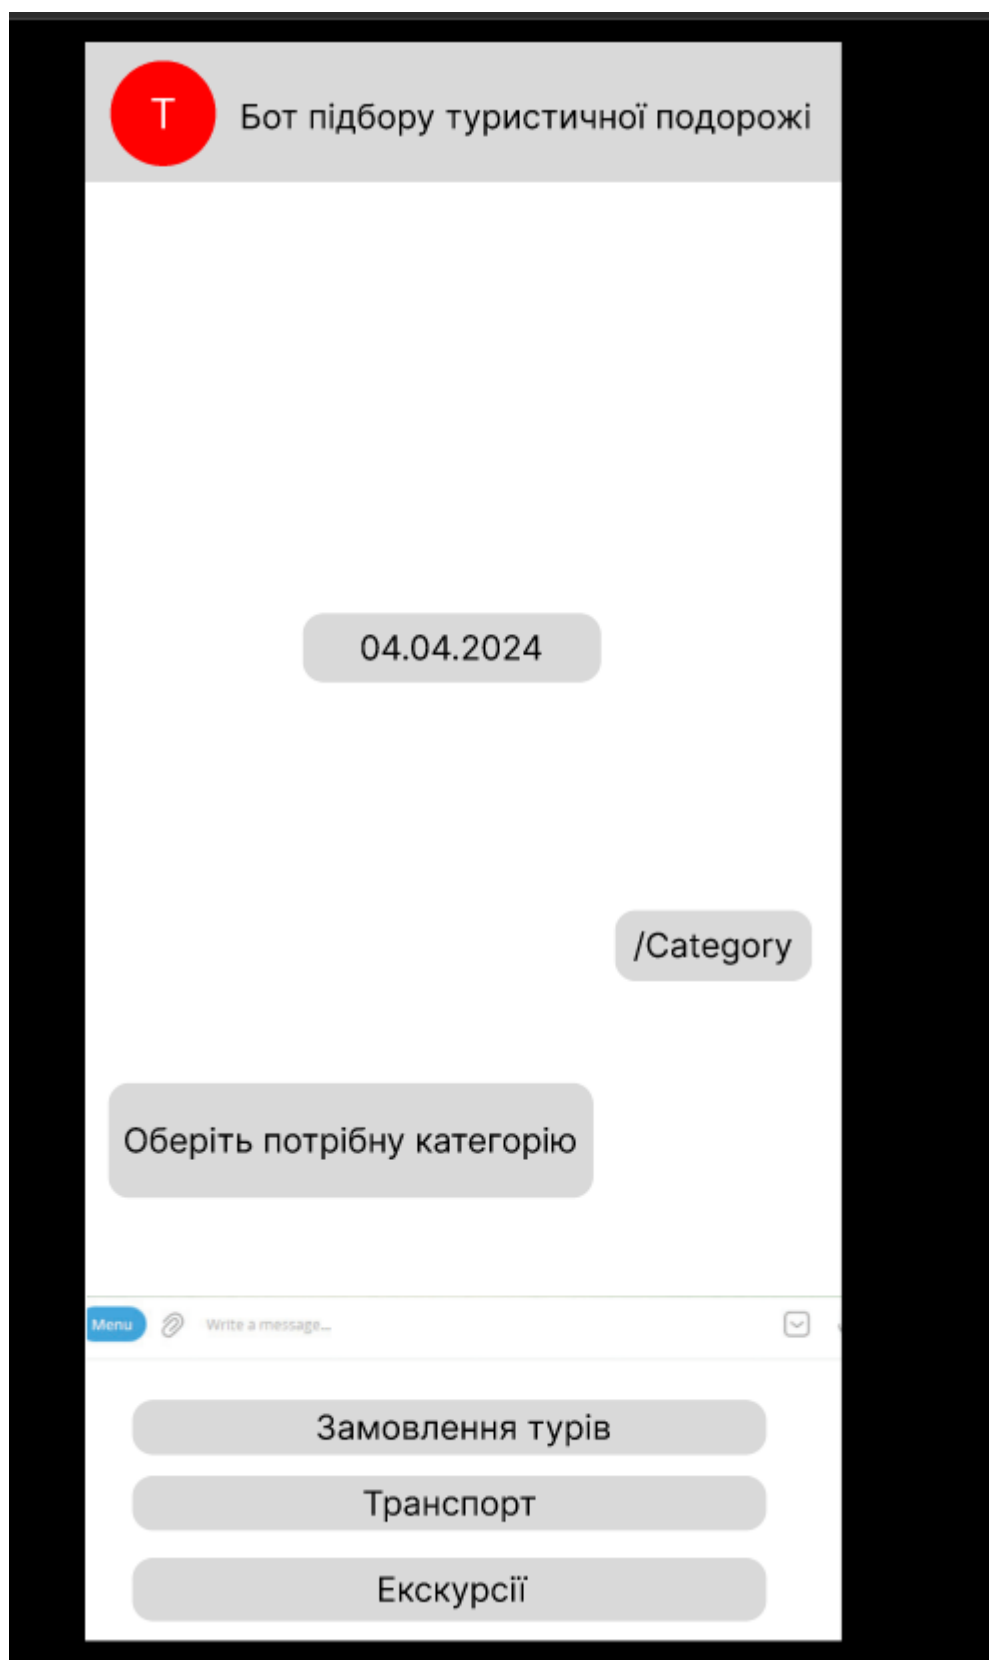 Т
Бот підбору туристичної подорожі
04.04.2024
/Category
Оберіть потрібну категорію
Menu
Write a message...
Замовлення турів
Транспорт
Екскурсії